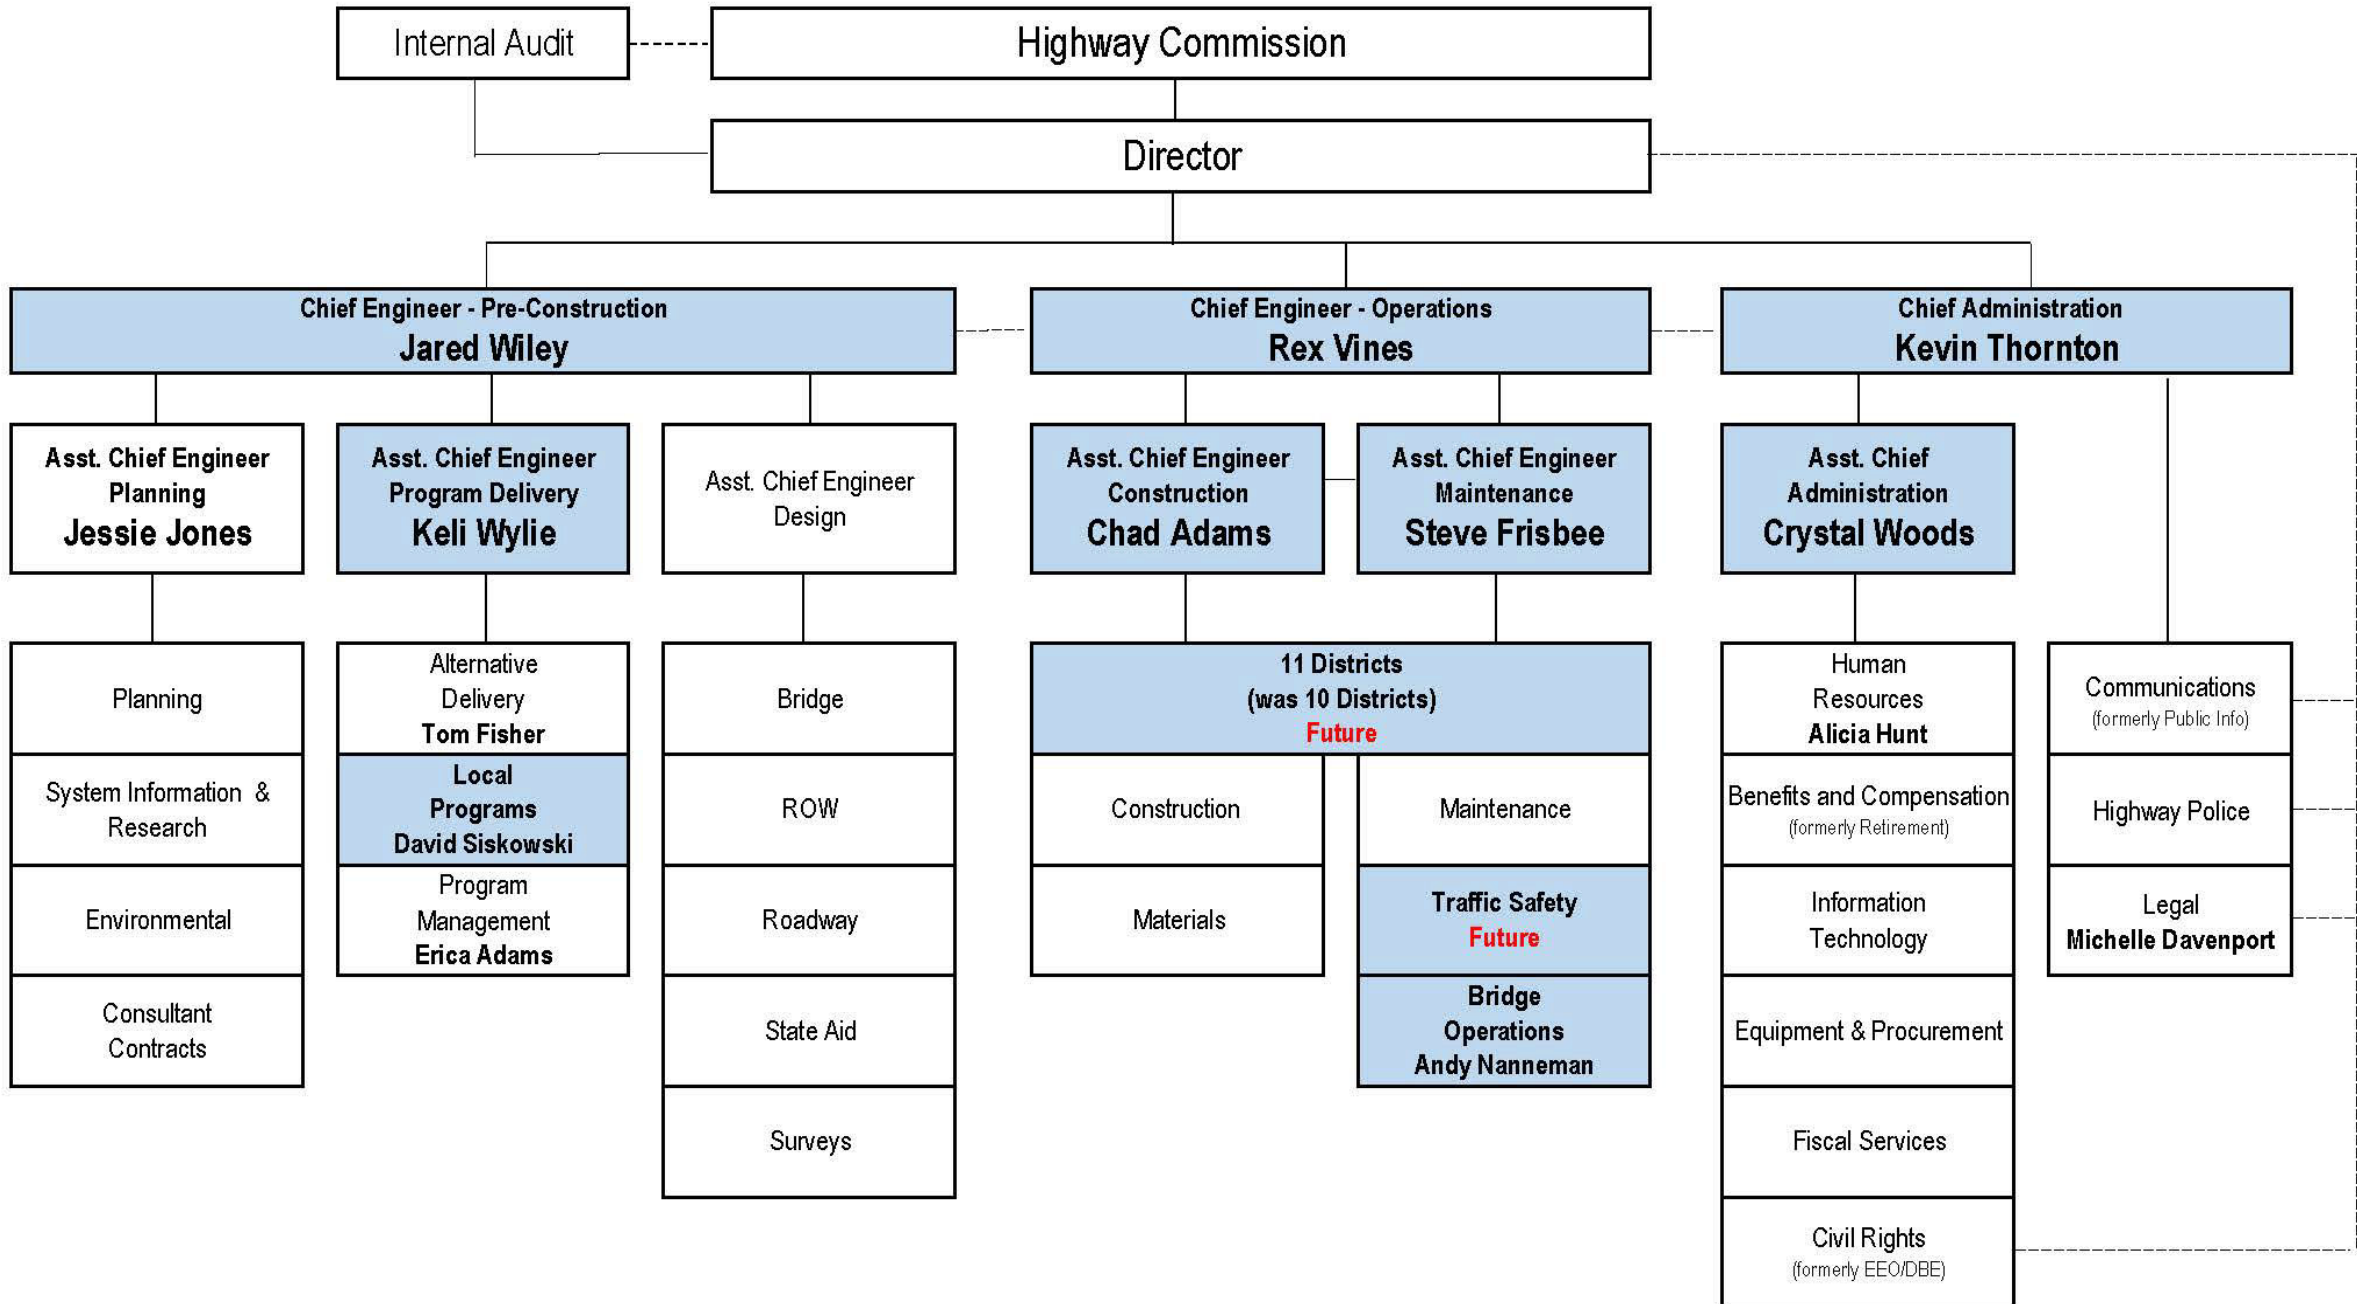 Internal Audit
Highway Commission
Director
Chief Engineer - Pre-Construction
Jared Wiley
Chief Engineer - Operations
Rex Vines
Chief Administration
Kevin Thornton
Asst. Chief Engineer
Planning
Jessie Jones
Asst. Chief Engineer
Program Delivery
Keli Wylie
Asst. Chief Engineer
Design
Asst. Chief Engineer
Construction
Chad Adams
Asst. Chief Engineer
Maintenance
Steve Frisbee
Asst. Chief
Administration
Crystal Woods
Planning
System Information &
Research
Environmental
Consultant
Contracts
Alternative
Delivery
Tom Fisher
Local
Programs
David Siskowski
Program
Management
Erica Adams
Bridge
ROW
Roadway
State Aid
Surveys
11 Districts
(was 10 Districts)
Future
Construction
Materials
Maintenance
Traffic Safety
Future
Bridge
Operations
Andy Nanneman
Human
Resources
Alicia Hunt
Benefits and Compensation
(formerly Retirement)
Information
Technology
Equipment & Procurement
Fiscal Services
Civil Rights
(formerly EEO/DBE)
Communications
(formerly Public Info)
Highway Police
Legal
Michelle Davenport